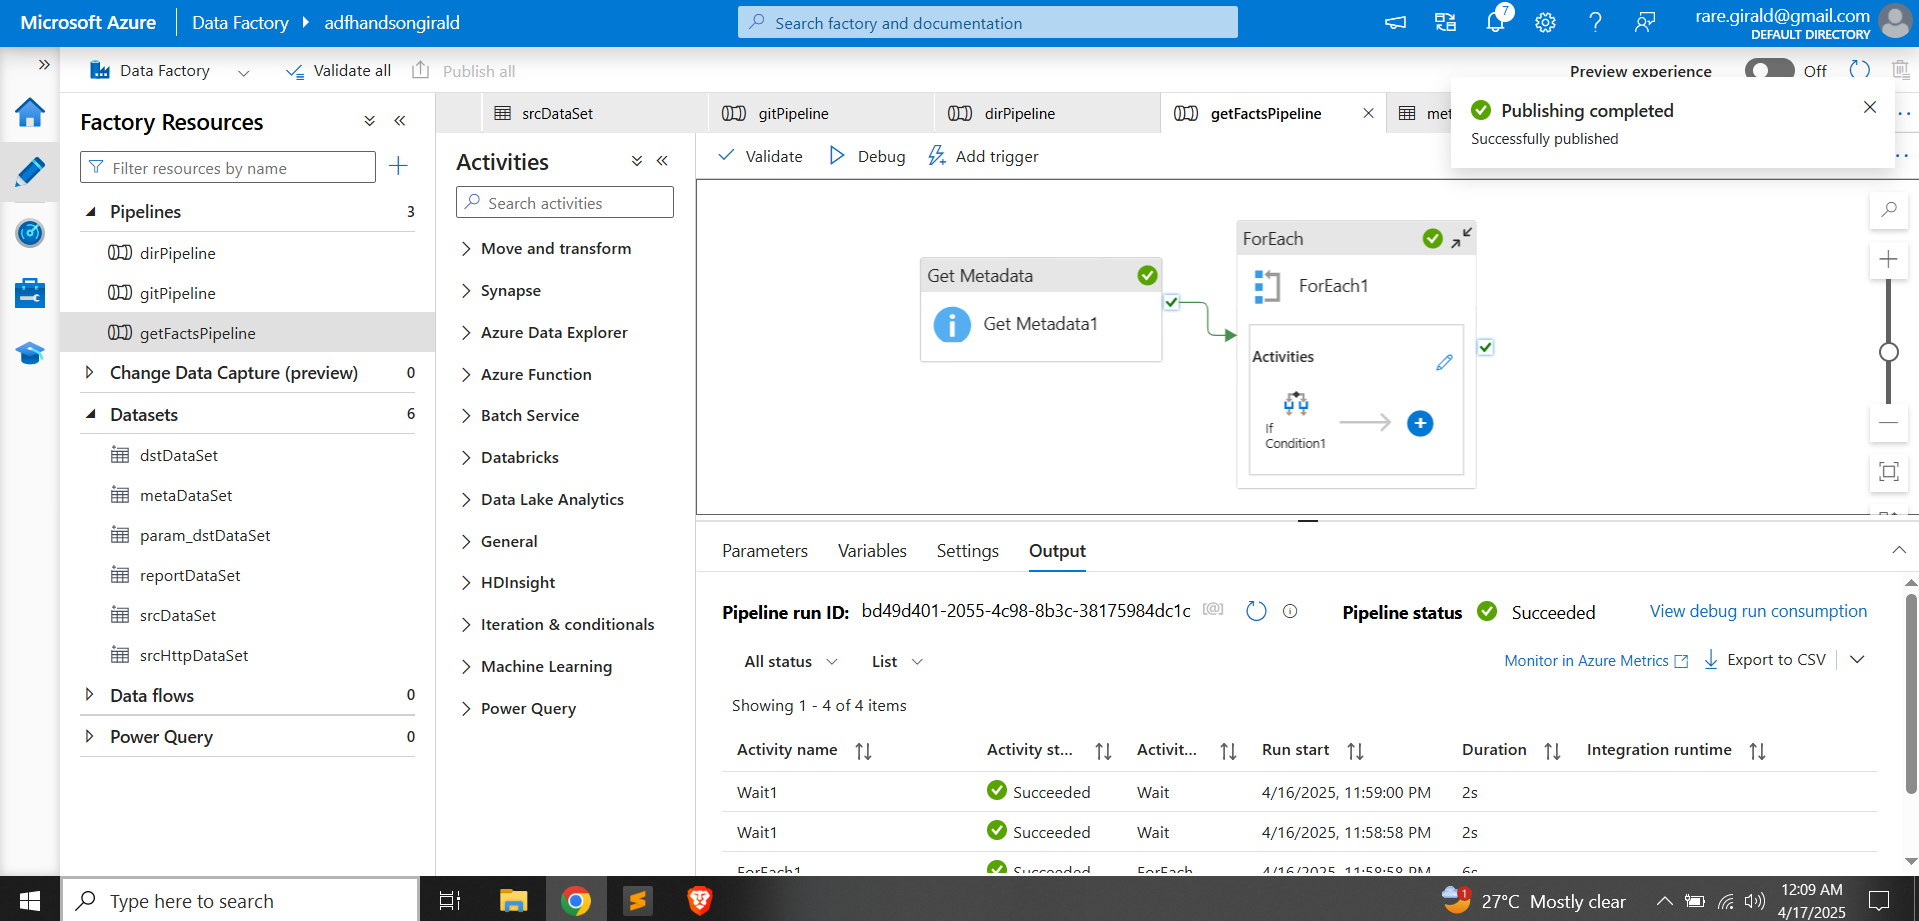 Microsoft Azure
Data Factory
adfhandsongirald
Search factory and documentation
7
rare.girald@gmail.com
DEFAULT DIRECTORY
Data Factory
Validate all
Publish all
Preview experience
Off
Factory Resources
Filter resources by name
Pipelines 3
dirPipeline
gitPipeline
getFactsPipeline
Change Data Capture (preview) 0
Datasets 6
dstDataSet
metaDataSet
param_dstDataSet
reportDataSet
srcDataSet
srcHttpDataSet
Data flows 0
Power Query 0
srcDataSet
gitPipeline
dirPipeline
getFactsPipeline
met
Publishing completed
Successfully published
Activities
Search activities
Move and transform
Synapse
Azure Data Explorer
Azure Function
Batch Service
Databricks
Data Lake Analytics
General
HDInsight
Iteration & conditionals
Machine Learning
Power Query
Validate
Debug
Add trigger
Get Metadata
Get Metadata1
ForEach
ForEach1
Activities
If
Condition1
Parameters
Variables
Settings
Output
Pipeline run ID: bd49d401-2055-4c98-8b3c-38175984dc1c
Pipeline status Succeeded
View debug run consumption
All status
List
Monitor in Azure Metrics
Export to CSV
Showing 1 - 4 of 4 items
Activity name Activity st... Activit... Run start Duration Integration runtime
Wait1 Succeeded Wait 4/16/2025, 11:59:00 PM 2s
Wait1 Succeeded Wait 4/16/2025, 11:58:58 PM 2s
ForEach1 Succeeded ForEach 4/16/2025, 11:58:58 PM 6s
Type here to search
1
27°C Mostly clear
12:09 AM
4/17/2025